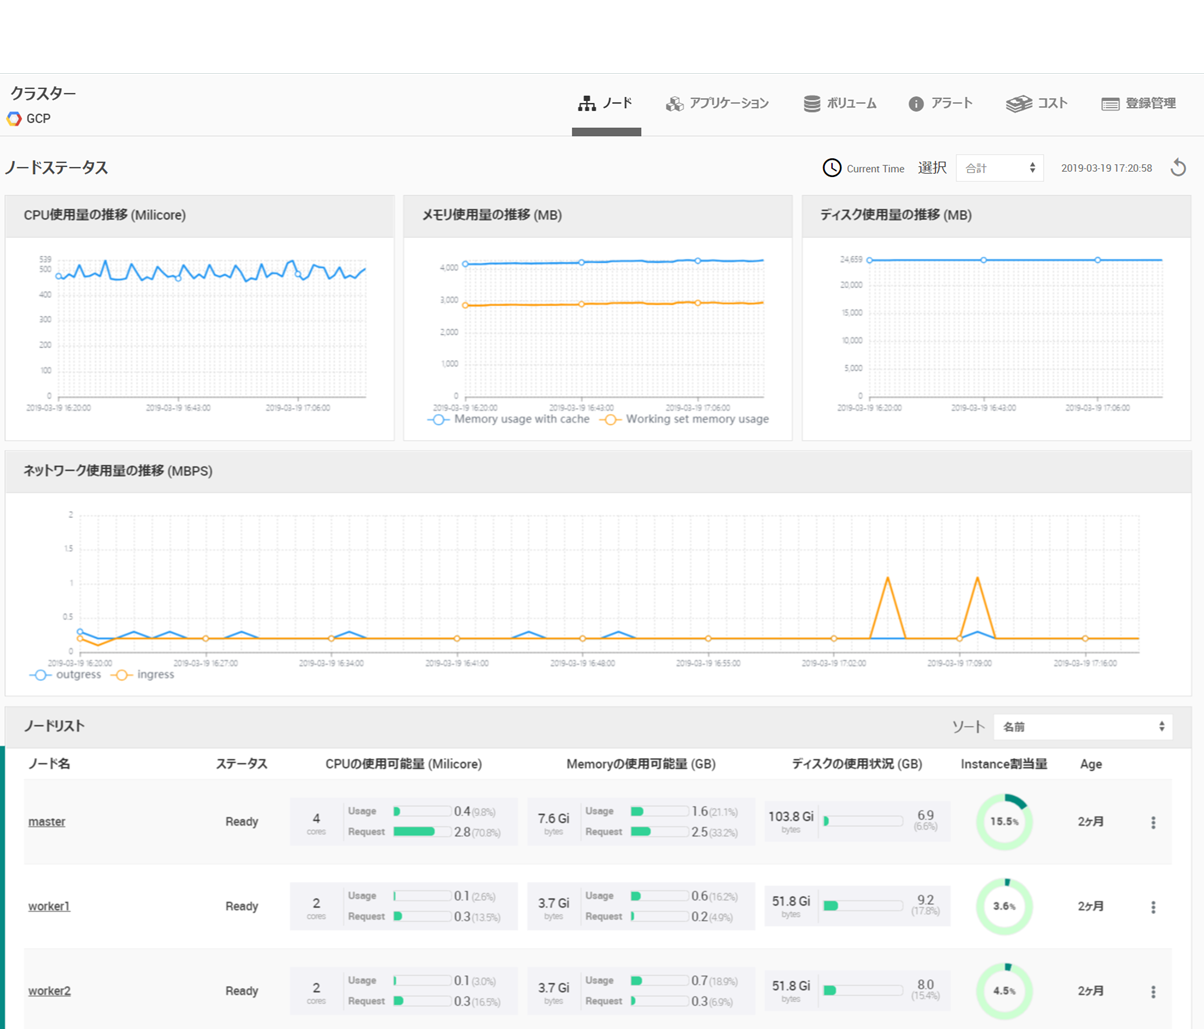 クラスター
GCP
ノード アプリケーション ボリューム アラート コスト 登録管理
ノードステータス
Current Time 選択 合計 2019-03-19 17:20:58
CPU使用量の推移 (Milicore)
539
500
400
300
200
100
0
2019-03-19 16:20:00 2019-03-19 16:43:00 2019-03-19 17:06:00
メモリ使用量の推移 (MB)
4,000
3,000
2,000
1,000
0
2019-03-19 16:20:00 2019-03-19 16:43:00 2019-03-19 17:06:00
Memory usage with cache Working set memory usage
ディスク使用量の推移 (MB)
24,659
20,000
15,000
10,000
5,000
0
2019-03-19 16:20:00 2019-03-19 16:43:00 2019-03-19 17:06:00
ネットワーク使用量の推移 (MBPS)
2
1.5
1
0.5
0
2019-03-19 16:20:00 2019-03-19 16:27:00 2019-03-19 16:34:00 2019-03-19 16:41:00 2019-03-19 16:48:00 2019-03-19 16:55:00 2019-03-19 17:02:00 2019-03-19 17:09:00 2019-03-19 17:16:00
outgress ingress
ノードリスト ソート 名前
ノード名 ステータス CPUの使用可能量 (Milicore) Memoryの使用可能量 (GB) ディスクの使用状況 (GB) Instance割当量 Age
master Ready 4 cores Usage 0.4(9.8%) Request 2.8(70.8%) 7.6 Gi bytes Usage 1.6(21.1%) Request 2.5(33.2%) 103.8 Gi bytes 6.9 (6.6%) 15.5% 2ケ月
worker1 Ready 2 cores Usage 0.1(2.6%) Request 0.3(13.5%) 3.7 Gi bytes Usage 0.6(16.2%) Request 0.2(4.9%) 51.8 Gi bytes 9.2 (17.8%) 3.6% 2ケ月
worker2 Ready 2 cores Usage 0.1(3.0%) Request 0.3(16.5%) 3.7 Gi bytes Usage 0.7(18.9%) Request 0.3(6.9%) 51.8 Gi bytes 8.0 (15.4%) 4.5% 2ケ月